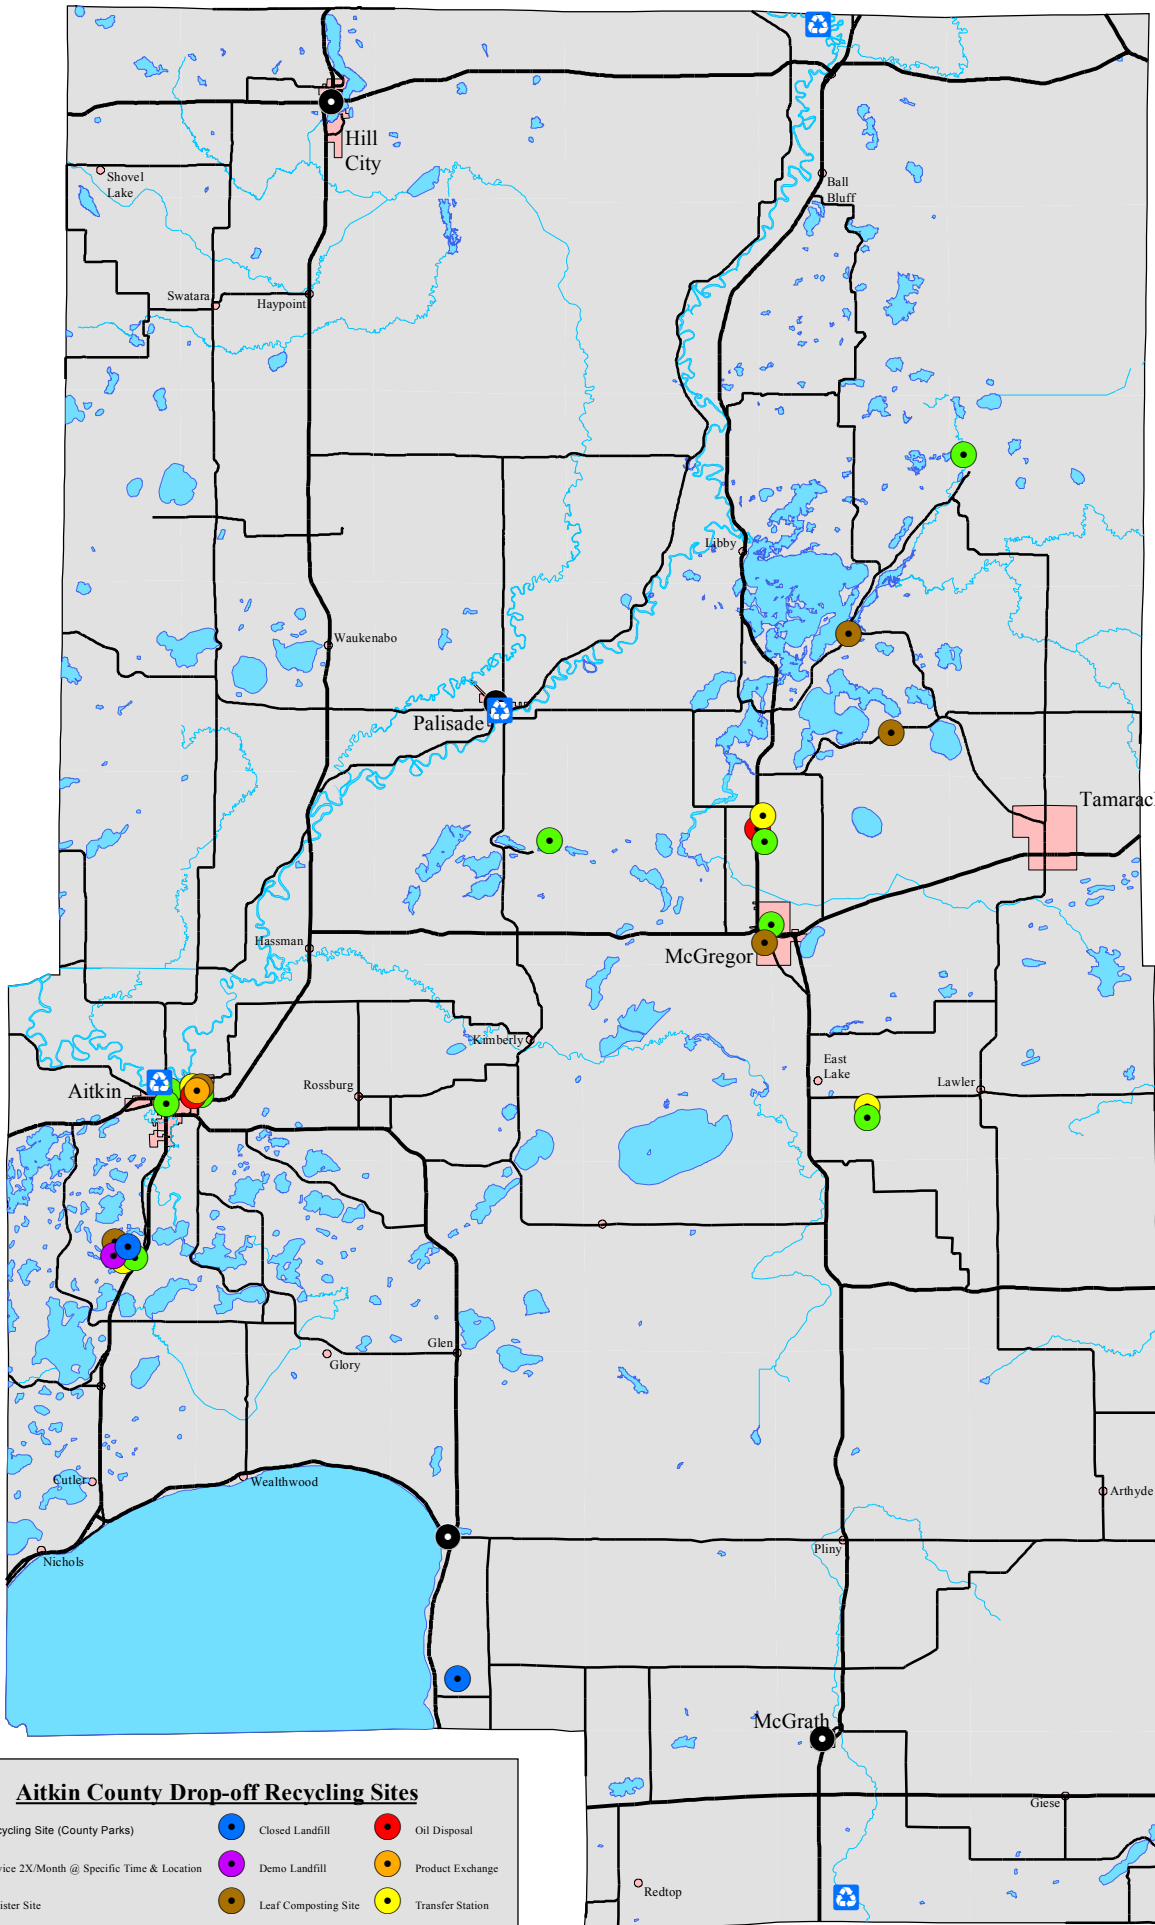 Hill
City
Shovel
Lake
Ball
Bluff
Swatara
Haypoint
Libby
Waukenabo
Palisade
Tamarac
Hassman
McGregor
Kimberly
East
Lake
Aitkin
Rossburg
Lawler
Glen
Glory
Cutler
Wealthwood
Arthyde
Nichols
Pliny
McGrath
Giese
Redtop
Aitkin County Drop-off Recycling Sites
cycling Site (County Parks)
Closed Landfill
Oil Disposal
vice 2X/Month @ Specific Time & Location
Demo Landfill
Product Exchange
ister Site
Leaf Composting Site
Transfer Station